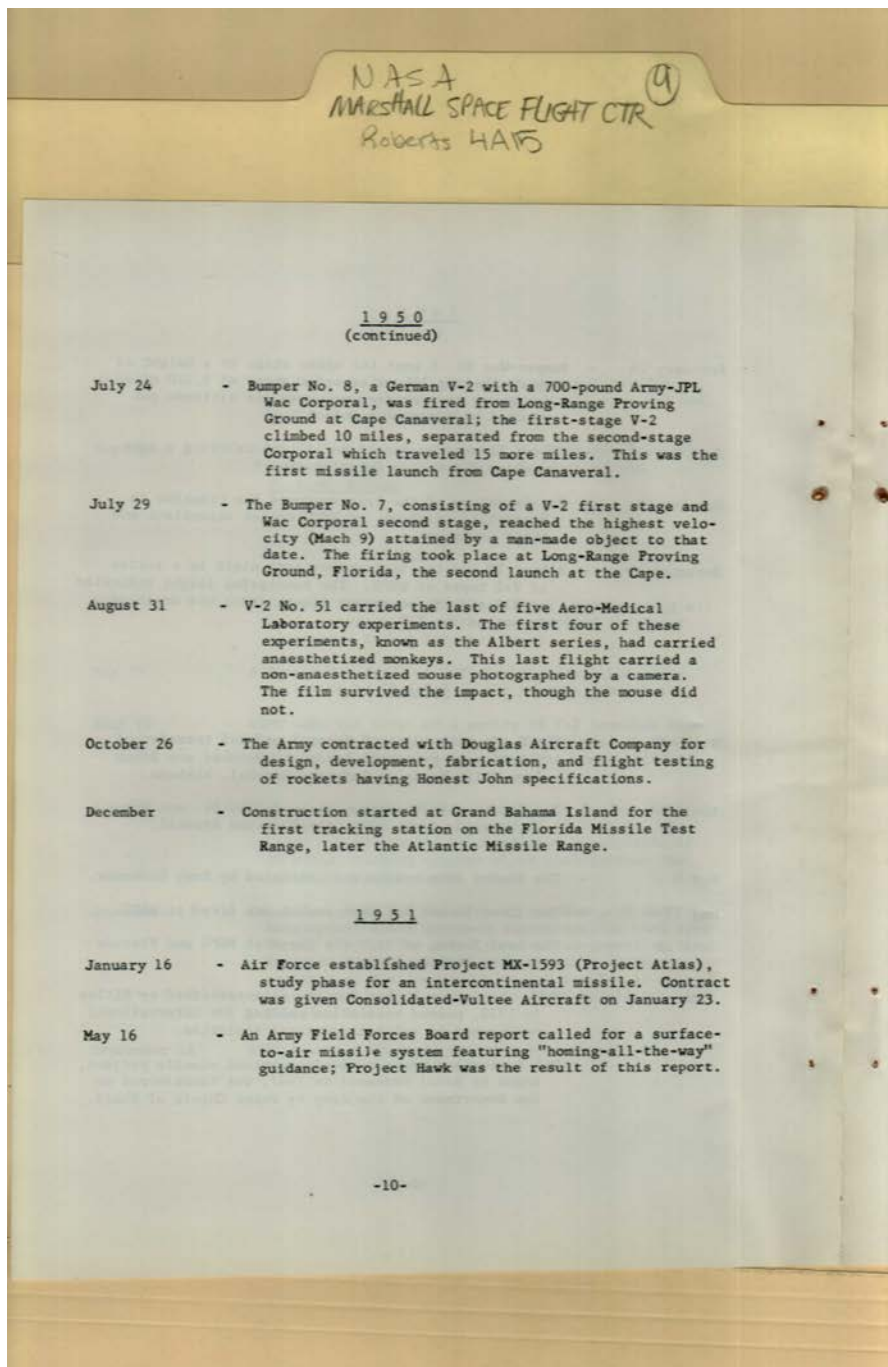 NASA
MARSHALL SPACE FLIGHT CTR 9
Roberts
1 9 5 0
(continued)
July 24 - Bumper No. 8, a German V-2 with a 700-pound Army-JPL
Wac Corporal, was fired from Long-Range Proving
Ground at Cape Canaveral; the first-stage V-2
climbed 10 miles, separated from the second-stage
Corporal which traveled 15 more miles. This was the
first missile launch from Cape Canaveral.
July 29 - The Bumper No. 7, consisting of a V-2 first stage and
Wac Corporal second stage, reached the highest velo-
city (Mach 9) attained by a man-made object to that
date. The firing took place at Long-Range Proving
Ground, Florida, the second launch at the Cape.
August 31 - V-2 No. 51 carried the last of five Aero-Medical
Laboratory experiments. The first four of these
experiments, known as the Albert series, had carried
anaesthetized monkeys. This last flight carried a
non-anaesthetized mouse photographed by a camera.
The film survived the impact, though the mouse did
not.
October 26 - The Army contracted with Douglas Aircraft Company for
design, development, fabrication, and flight testing
of rockets having Honest John specifications.
December - Construction started at Grand Bahama Island for the
first tracking station on the Florida Missile Test
Range, later the Atlantic Missile Range.
1 9 5 1
January 16 - Air Force established Project MX-1593 (Project Atlas),
study phase for an intercontinental missile. Contract
was given Consolidated-Vultee Aircraft on January 23.
May 16 - An Army Field Forces Board report called for a surface-
to-air missile system featuring "homing-all-the-way"
guidance; Project Hawk was the result of this report.
-10-